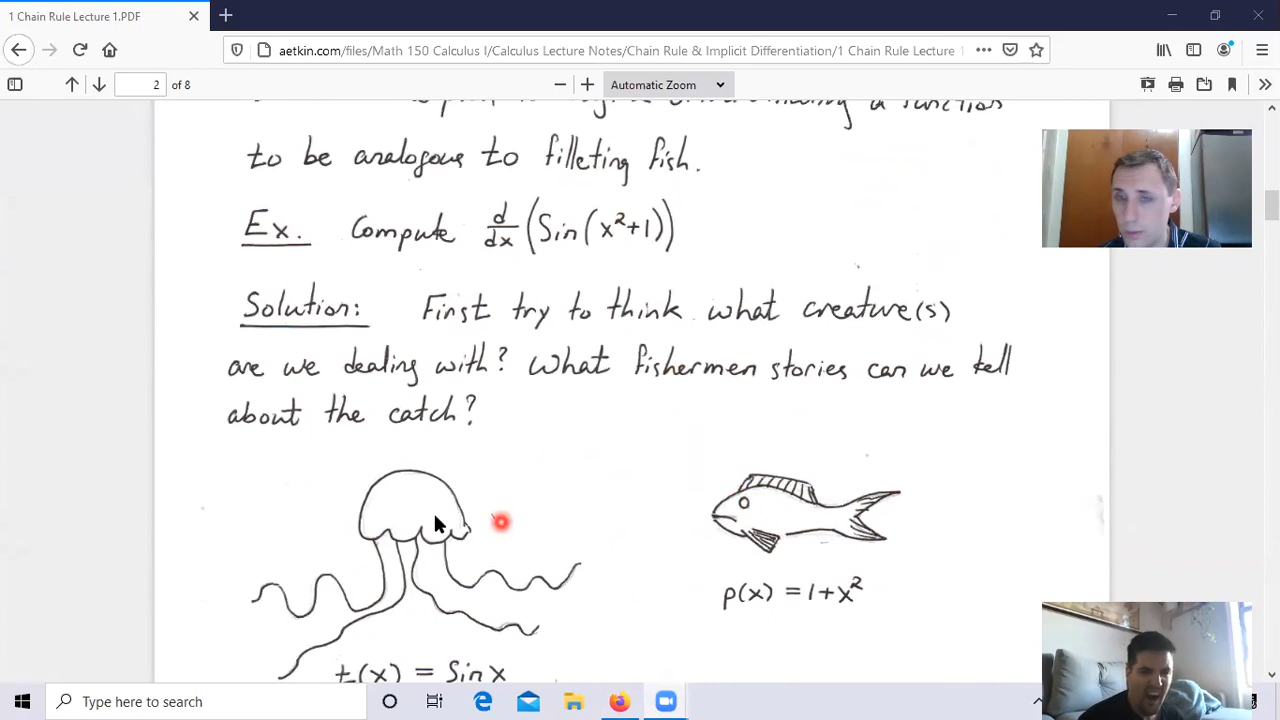 1 Chain Rule Lecture 1.PDF
aetkin.com/files/Math 150 Calculus I/Calculus Lecture Notes/Chain Rule & Implicit Differentiation/1 Chain Rule Lecture 1
2 of 8 Automatic Zoom
a function
to be analogous to filleting fish.
Ex. Compute d/dx (Sin(x²+1))
Solution: First try to think what creature(s)
are we dealing with? What fishermen stories can we tell
about the catch?
p(x) = 1+x²
t(x) = Sin x
Type here to search